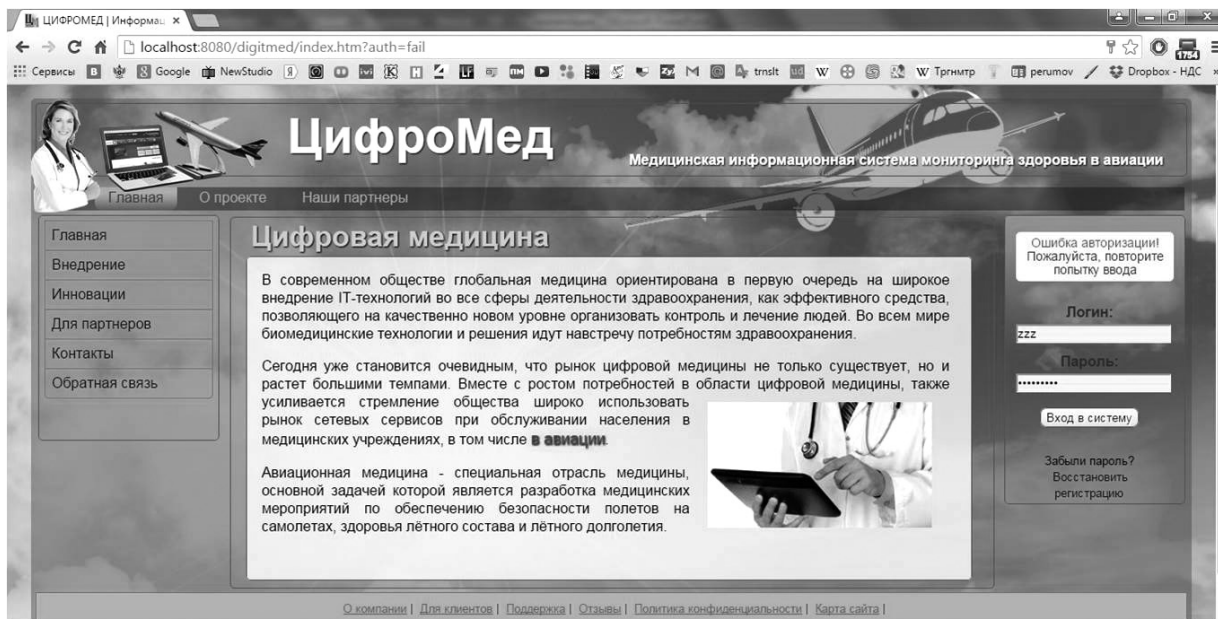 ЦИФРОМЕД | Информац
localhost:8080/digitmed/index.htm?auth=fail
1754
Сервисы Google NewStudio trnslt Тргнмтр perumov Dropbox - НДС
ЦифроМед
Медицинская информационная система мониторинга здоровья в авиации
Главная О проекте Наши партнеры
Главная
Внедрение
Инновации
Для партнеров
Контакты
Обратная связь
Цифровая медицина
В современном обществе глобальная медицина ориентирована в первую очередь на широкое
внедрение IT-технологий во все сферы деятельности здравоохранения, как эффективного средства,
позволяющего на качественно новом уровне организовать контроль и лечение людей. Во всем мире
биомедицинские технологии и решения идут навстречу потребностям здравоохранения.
Сегодня уже становится очевидным, что рынок цифровой медицины не только существует, но и
растет большими темпами. Вместе с ростом потребностей в области цифровой медицины, также
усиливается стремление общества широко использовать
рынок сетевых сервисов при обслуживании населения в
медицинских учреждениях, в том числе в авиации.
Авиационная медицина - специальная отрасль медицины,
основной задачей которой является разработка медицинских
мероприятий по обеспечению безопасности полетов на
самолетах, здоровья лётного состава и лётного долголетия.
Ошибка авторизации!
Пожалуйста, повторите
попытку ввода
Логин:
zzz
Пароль:
•••••••••
Вход в систему
Забыли пароль?
Восстановить
регистрацию
О компании | Для клиентов | Поддержка | Отзывы | Политика конфиденциальности | Карта сайта |